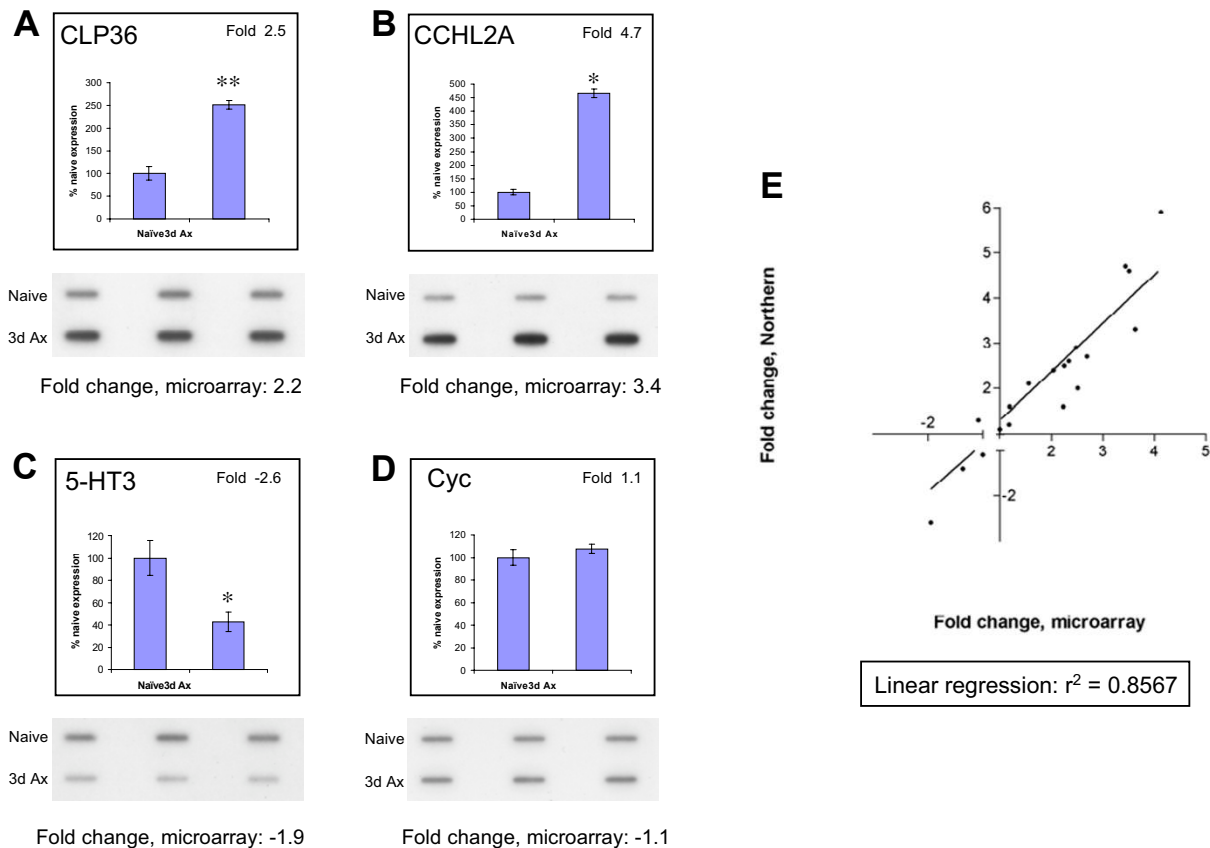 A
CLP36
Fold 2.5
**
300
250
200
150
100
50
0
% naive expression
Naïve3d Ax
Naive
3d Ax
Fold change, microarray: 2.2
B
CCHL2A
Fold 4.7
*
500
450
400
350
300
250
200
150
100
50
0
% naive expression
Naïve3d Ax
Naive
3d Ax
Fold change, microarray: 3.4
C
5-HT3
Fold -2.6
*
120
100
80
60
40
20
0
% naive expression
Naïve3d Ax
Naive
3d Ax
Fold change, microarray: -1.9
D
Cyc
Fold 1.1
120
100
80
60
40
20
0
% naive expression
Naïve3d Ax
Naive
3d Ax
Fold change, microarray: -1.1
E
Fold change, Northern
6
5
4
3
2
-2
2
3
4
5
-2
Fold change, microarray
Linear regression: r² = 0.8567